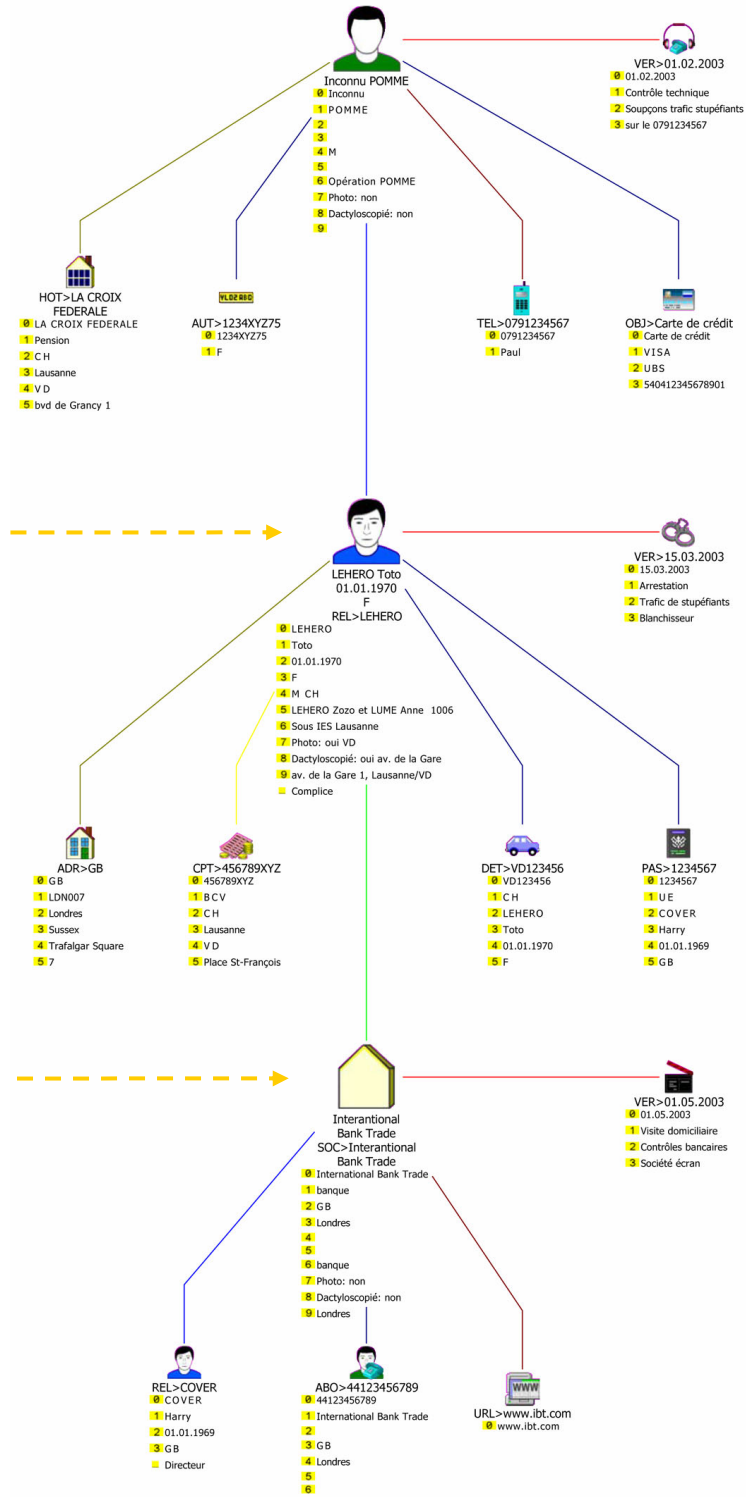 Inconnu POMME
0 Inconnu
1 POMME
2
3
4 M
5
6 Opération POMME
7 Photo: non
8 Dactyloscopié: non
9
VER>01.02.2003
0 01.02.2003
1 Contrôle technique
2 Soupçons trafic stupéfiants
3 sur le 0791234567
HOT>LA CROIX
FEDERALE
0 LA CROIX FEDERALE
1 Pension
2 CH
3 Lausanne
4 VD
5 bvd de Grancy 1
YLD2 ABC
AUT>1234XYZ75
0 1234XYZ75
1 F
TEL>0791234567
0 0791234567
1 Paul
OBJ>Carte de crédit
0 Carte de crédit
1 VISA
2 UBS
3 540412345678901
LEHERO Toto
01.01.1970
F
REL>LEHERO
0 LEHERO
1 Toto
2 01.01.1970
3 F
4 M CH
5 LEHERO Zozo et LUME Anne 1006
6 Sous IES Lausanne
7 Photo: oui VD
8 Dactyloscopié: oui av. de la Gare
9 av. de la Gare 1, Lausanne/VD
_ Complice
VER>15.03.2003
0 15.03.2003
1 Arrestation
2 Trafic de stupéfiants
3 Blanchisseur
ADR>GB
0 GB
1 LDN007
2 Londres
3 Sussex
4 Trafalgar Square
5 7
CPT>456789XYZ
0 456789XYZ
1 BCV
2 CH
3 Lausanne
4 VD
5 Place St-François
DET>VD123456
0 VD123456
1 CH
2 LEHERO
3 Toto
4 01.01.1970
5 F
PAS>1234567
0 1234567
1 UE
2 COVER
3 Harry
4 01.01.1969
5 GB
Interantional
Bank Trade
SOC>Interantional
Bank Trade
0 International Bank Trade
1 banque
2 GB
3 Londres
4
5
6 banque
7 Photo: non
8 Dactyloscopié: non
9 Londres
VER>01.05.2003
0 01.05.2003
1 Visite domiciliaire
2 Contrôles bancaires
3 Société écran
REL>COVER
0 COVER
1 Harry
2 01.01.1969
3 GB
_ Directeur
ABO>44123456789
0 44123456789
1 International Bank Trade
2
3 GB
4 Londres
5
6
WWW
URL>www.ibt.com
0 www.ibt.com